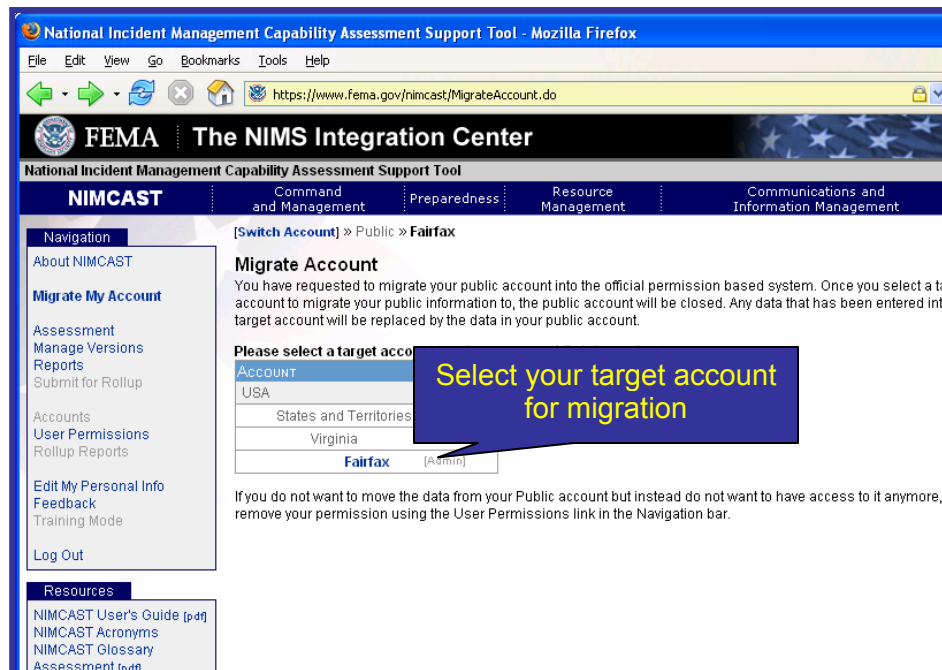 National Incident Management Capability Assessment Support Tool - Mozilla Firefox
File Edit View Go Bookmarks Tools Help
https://www.fema.gov/nimcast/MigrateAccount.do
FEMA The NIMS Integration Center
National Incident Management Capability Assessment Support Tool
NIMCAST
Command and Management
Preparedness
Resource Management
Communications and Information Management
Navigation
About NIMCAST
Migrate My Account
Assessment
Manage Versions
Reports
Submit for Rollup
Accounts
User Permissions
Rollup Reports
Edit My Personal Info
Feedback
Training Mode
Log Out
Resources
NIMCAST User's Guide [pdf]
NIMCAST Acronyms
NIMCAST Glossary
Assessment [pdf]
[Switch Account] » Public » Fairfax
Migrate Account
You have requested to migrate your public account into the official permission based system. Once you select a
account to migrate your public information to, the public account will be closed. Any data that has been entered
target account will be replaced by the data in your public account.
Please select a target
ACCOUNT
USA
States and Territories
Virginia
Fairfax [Admin]
Select your target account
for migration
If you do not want to move the data from your Public account but instead do not want to have access to it anymore,
remove your permission using the User Permissions link in the Navigation bar.